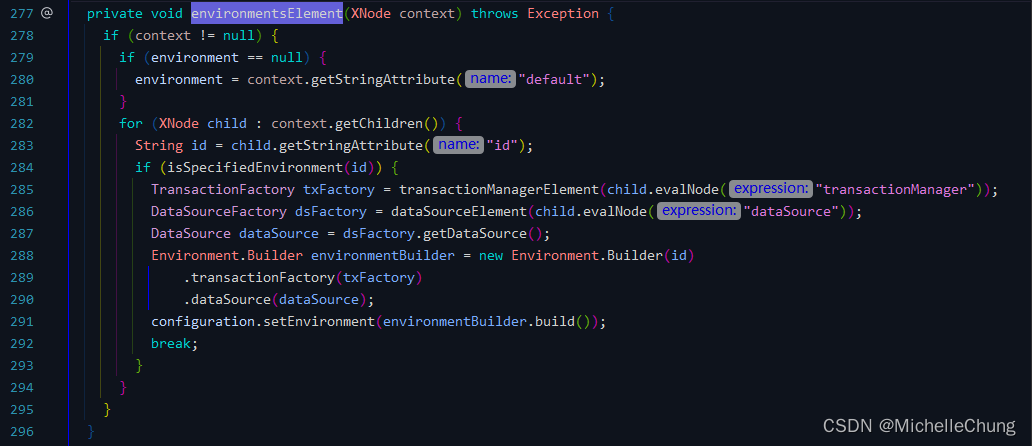 277 @ private void environmentsElement(XNode context) throws Exception {
278 if (context != null) {
279 if (environment == null) {
280 environment = context.getStringAttribute( name: "default");
281 }
282 for (XNode child : context.getChildren()) {
283 String id = child.getStringAttribute( name: "id");
284 if (isSpecifiedEnvironment(id)) {
285 TransactionFactory txFactory = transactionManagerElement(child.evalNode( expression: "transactionManager"));
286 DataSourceFactory dsFactory = dataSourceElement(child.evalNode( expression: "dataSource"));
287 DataSource dataSource = dsFactory.getDataSource();
288 Environment.Builder environmentBuilder = new Environment.Builder(id)
289 .transactionFactory(txFactory)
290 .dataSource(dataSource);
291 configuration.setEnvironment(environmentBuilder.build());
292 break;
293 }
294 }
295 }
296 }
CSDN @MichelleChung